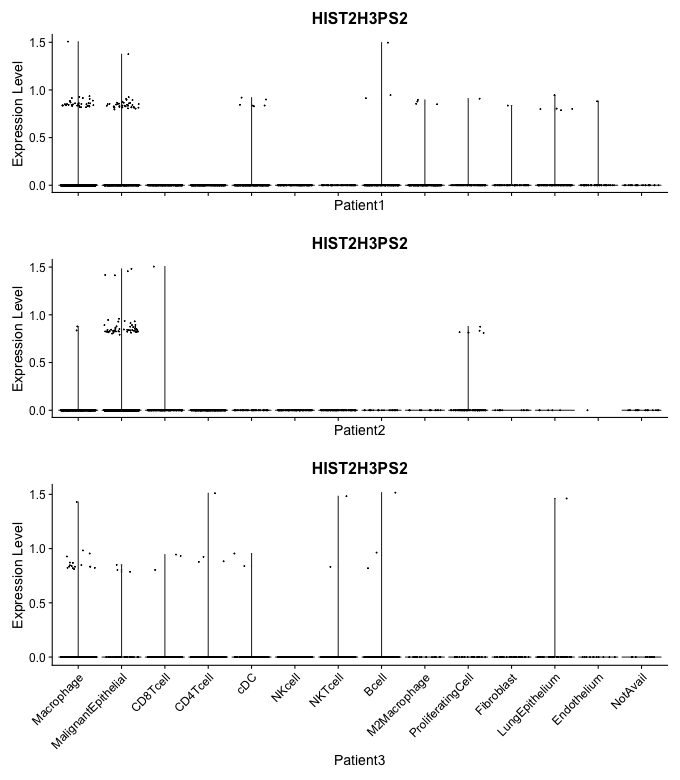 HIST2H3PS2
1.5
1.0
0.5
0.0
Expression Level
Patient1
HIST2H3PS2
1.5
1.0
0.5
0.0
Expression Level
Patient2
HIST2H3PS2
1.5
1.0
0.5
0.0
Expression Level
Macrophage
MalignantEpithelial
CD8Tcell
CD4Tcell
cDC
NKcell
NKTcell
Bcell
M2Macrophage
ProliferatingCell
Fibroblast
LungEpithelium
Endothelium
NotAvail
Patient3